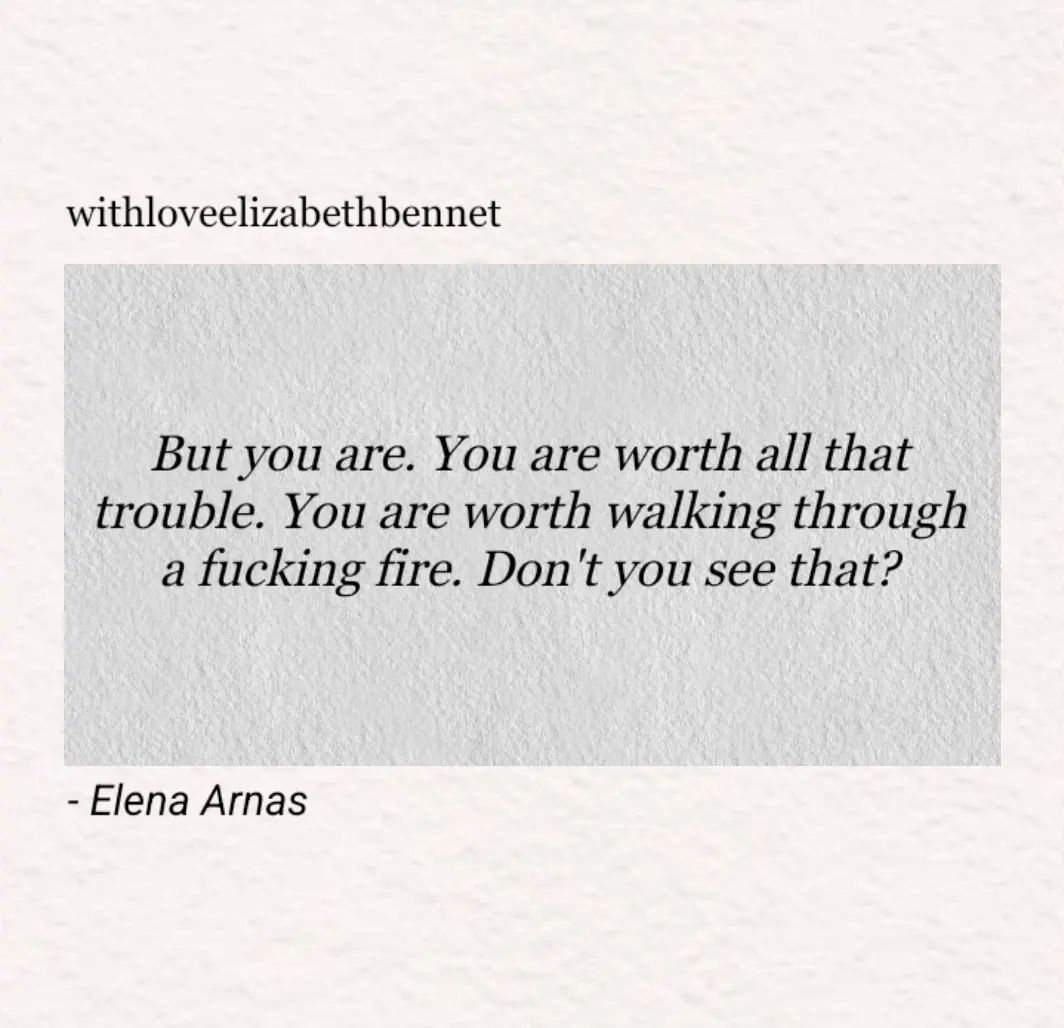 withloveelizabethbennet
But you are. You are worth all that
trouble. You are worth walking through
a fucking fire. Don't you see that?
- Elena Arnas